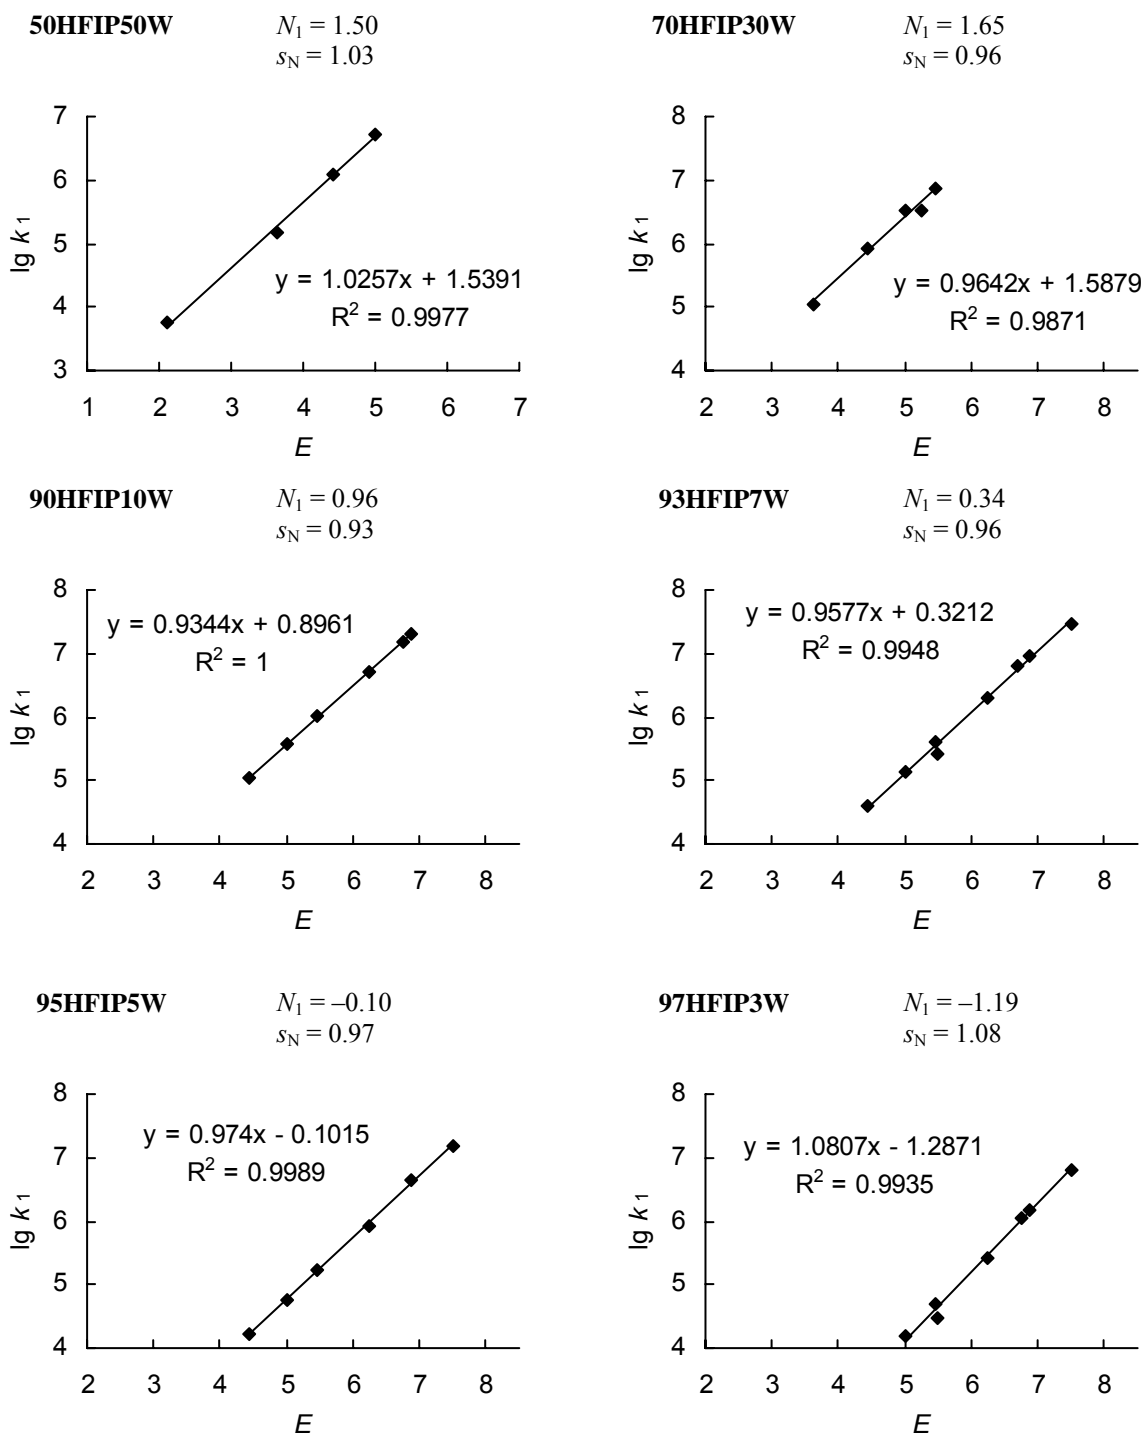 50HFIP50W
N1 = 1.50
sN = 1.03
7
6
5
4
3
lg k 1
y = 1.0257x + 1.5391
R2 = 0.9977
1 2 3 4 5 6 7
E
70HFIP30W
N1 = 1.65
sN = 0.96
8
7
6
5
4
lg k 1
y = 0.9642x + 1.5879
R2 = 0.9871
2 3 4 5 6 7 8
E
90HFIP10W
N1 = 0.96
sN = 0.93
8
7
6
5
4
lg k 1
y = 0.9344x + 0.8961
R2 = 1
2 3 4 5 6 7 8
E
93HFIP7W
N1 = 0.34
sN = 0.96
8
7
6
5
4
lg k 1
y = 0.9577x + 0.3212
R2 = 0.9948
2 3 4 5 6 7 8
E
95HFIP5W
N1 = –0.10
sN = 0.97
8
7
6
5
4
lg k 1
y = 0.974x - 0.1015
R2 = 0.9989
2 3 4 5 6 7 8
E
97HFIP3W
N1 = –1.19
sN = 1.08
8
7
6
5
4
lg k 1
y = 1.0807x - 1.2871
R2 = 0.9935
2 3 4 5 6 7 8
E